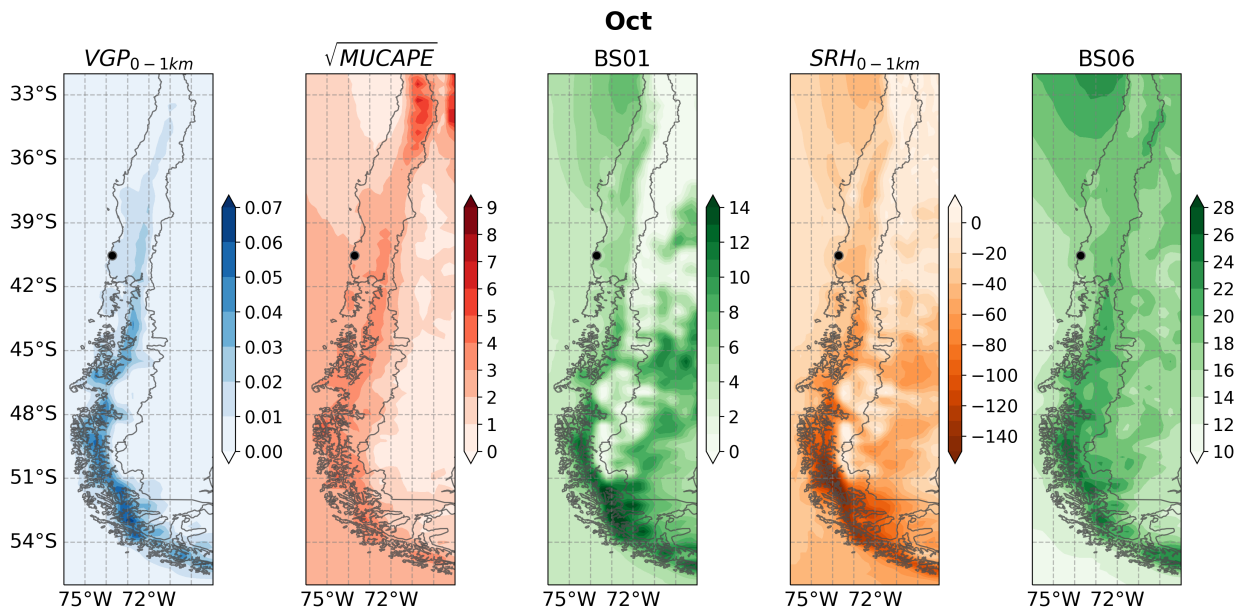 Oct
VGP₀₋₁ₖₘ
√MUCAPE
BS01
SRH₀₋₁ₖₘ
BS06
33°S
36°S
39°S
42°S
45°S
48°S
51°S
54°S
0.07
0.06
0.05
0.04
0.03
0.02
0.01
0.00
9
8
7
6
5
4
3
2
1
0
14
12
10
8
6
4
2
0
0
−20
−40
−60
−80
−100
−120
−140
28
26
24
22
20
18
16
14
12
10
75°W 72°W
75°W 72°W
75°W 72°W
75°W 72°W
75°W 72°W